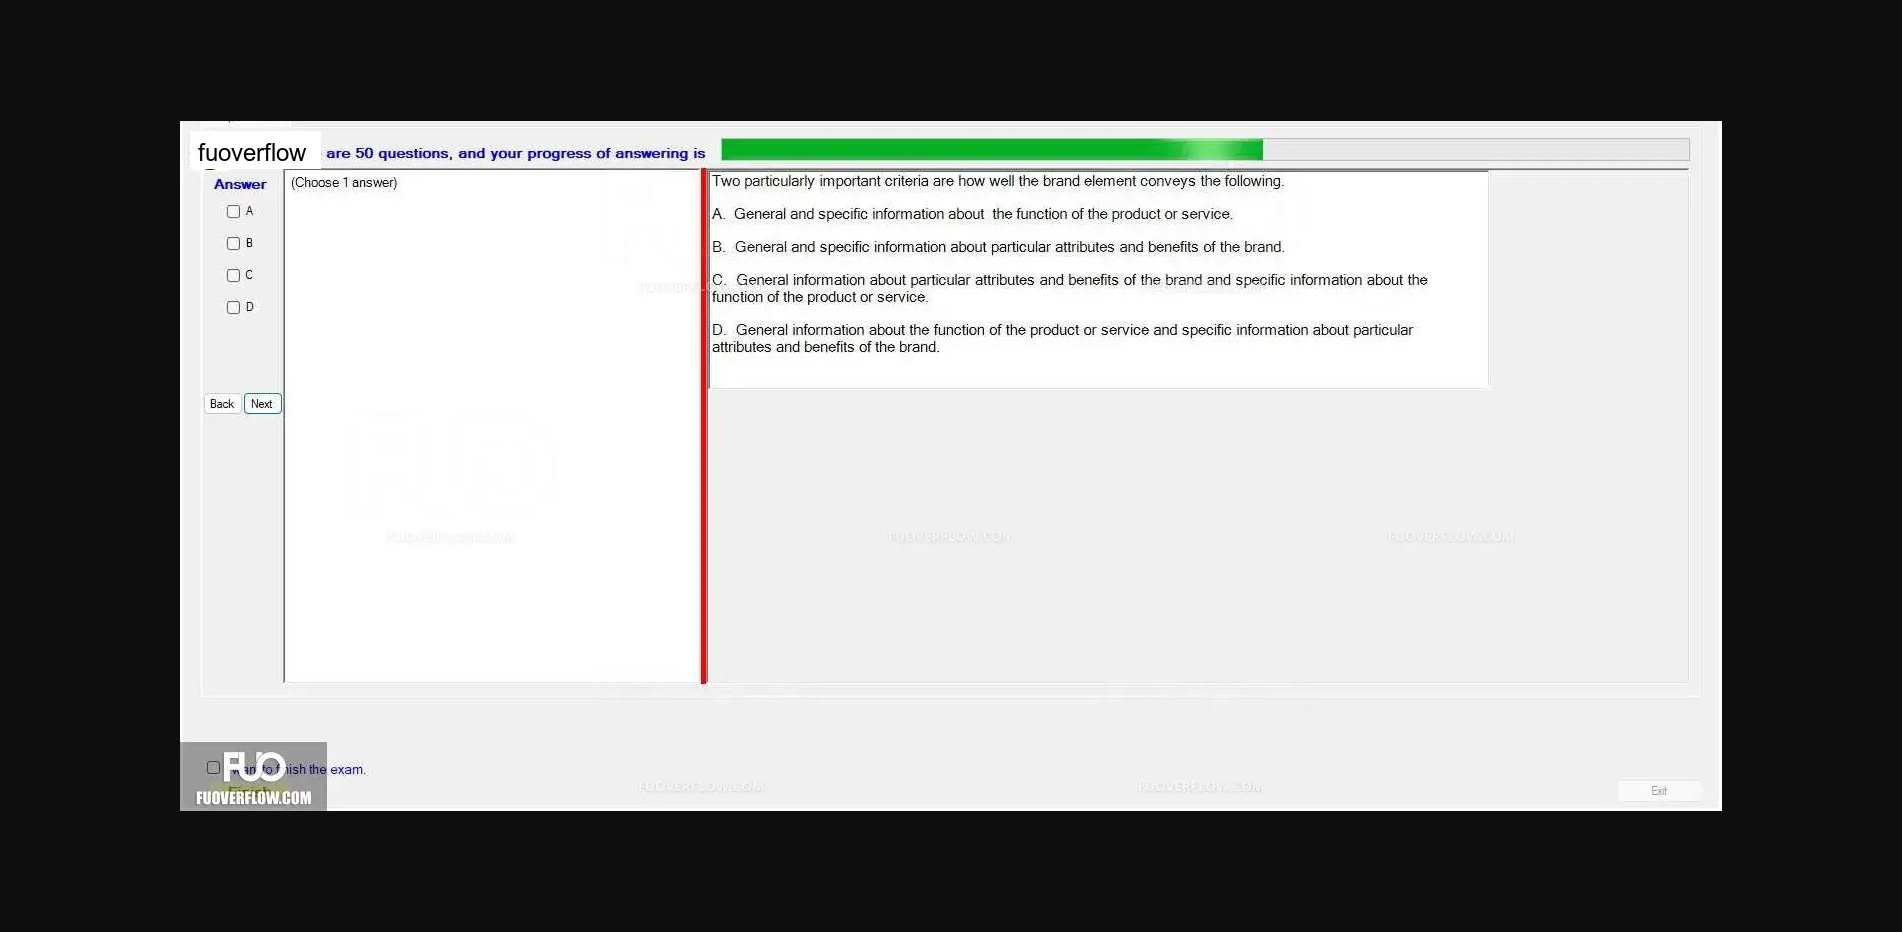 fuoverflow are 50 questions, and your progress of answering is
Answer
(Choose 1 answer)
A
B
C
D
Back Next
Two particularly important criteria are how well the brand element conveys the following.
A. General and specific information about the function of the product or service.
B. General and specific information about particular attributes and benefits of the brand.
C. General information about particular attributes and benefits of the brand and specific information about the
function of the product or service.
D. General information about the function of the product or service and specific information about particular
attributes and benefits of the brand.
FUOVERFLOW.COM
FUOVERFLOW.COM
FUOVERFLOW.COM
want to finish the exam.
FUO
FUOVERFLOW.COM
Finish
FUOVERFLOW.COM
FUOVERFLOW.COM
Exit